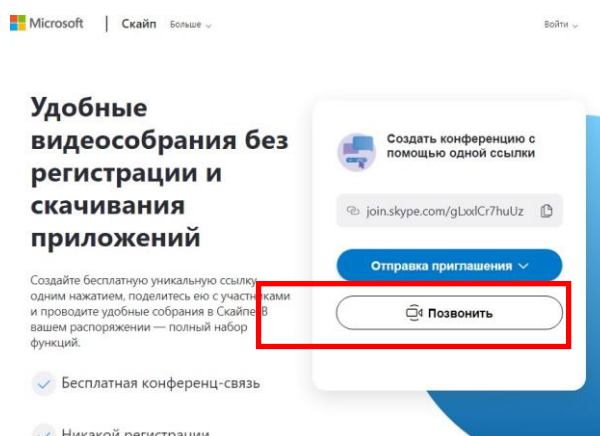 Microsoft | Скайп Больше Войти
Удобные
видеособрания без
регистрации и
скачивания
приложений
Создайте бесплатную уникальную ссылку
одним нажатием, поделитесь ею с участниками
и проводите удобные собрания в Скайпе. В
вашем распоряжении — полный набор
функций.
Бесплатная конференц-связь
Никакой регистрации
Создать конференцию с
помощью одной ссылки
join.skype.com/gLxxlCr7huUz
Отправка приглашения
Позвонить